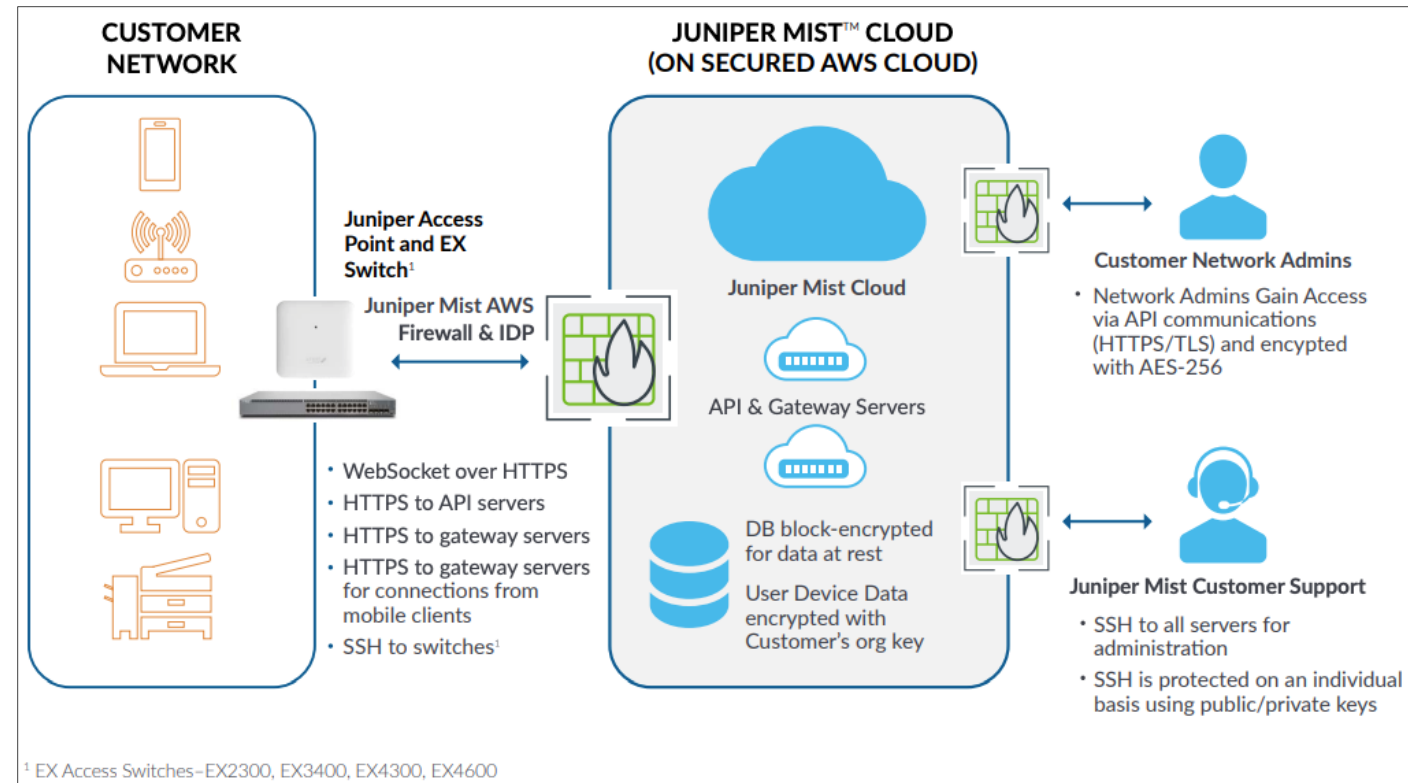 CUSTOMER
NETWORK
JUNIPER MIST™ CLOUD
(ON SECURED AWS CLOUD)
Juniper Access
Point and EX
Switch¹
Juniper Mist AWS
Firewall & IDP
• WebSocket over HTTPS
• HTTPS to API servers
• HTTPS to gateway servers
• HTTPS to gateway servers
for connections from
mobile clients
• SSH to switches¹
Juniper Mist Cloud
API & Gateway Servers
DB block-encrypted
for data at rest
User Device Data
encrypted with
Customer's org key
Customer Network Admins
• Network Admins Gain Access
via API communications
(HTTPS/TLS) and encypted
with AES-256
Juniper Mist Customer Support
• SSH to all servers for
administration
• SSH is protected on an individual
basis using public/private keys
¹ EX Access Switches–EX2300, EX3400, EX4300, EX4600